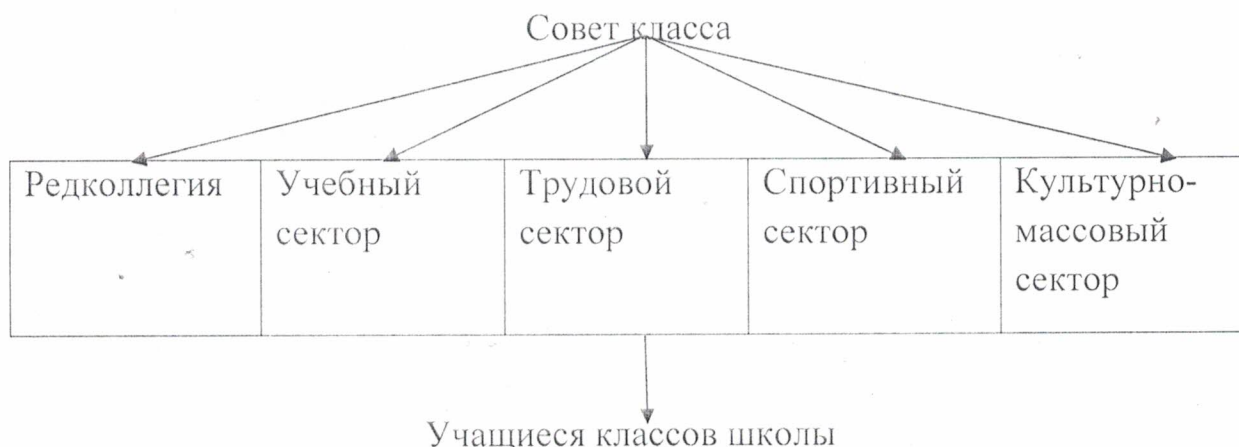 Совет класса
Редколлегия
Учебный
сектор
Трудовой
сектор
Спортивный
сектор
Культурно-
массовый
сектор
Учащиеся классов школы